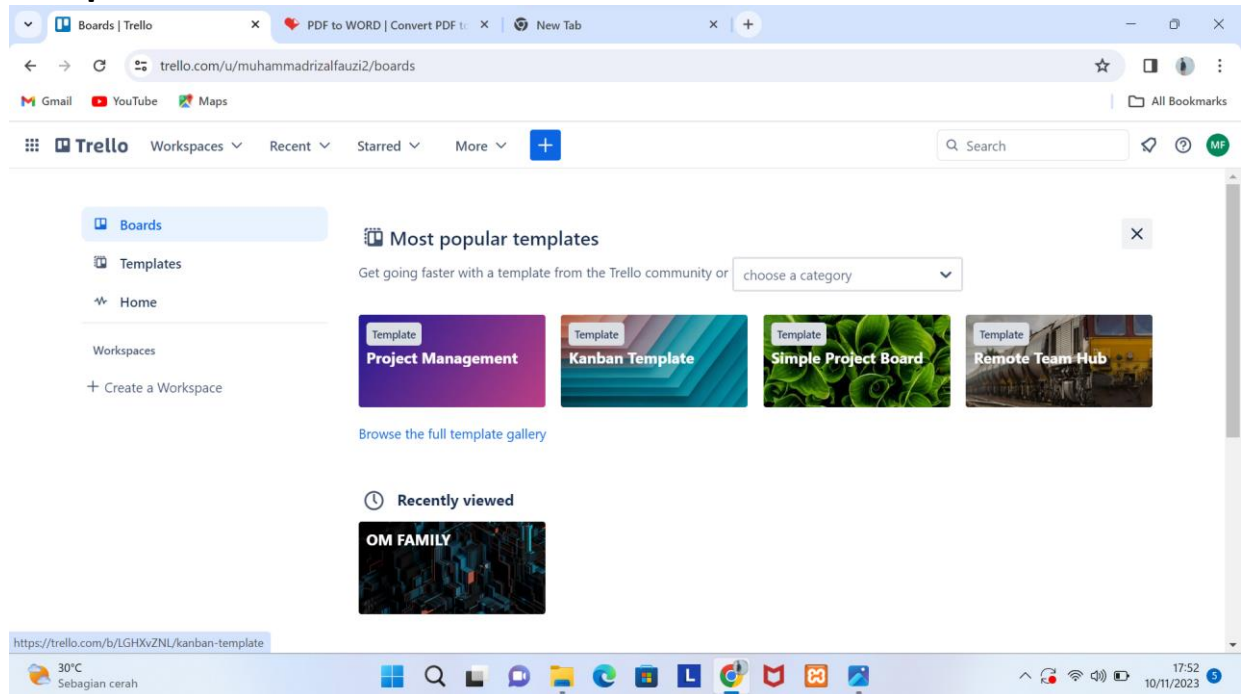 Boards | Trello
PDF to WORD | Convert PDF to
New Tab
trello.com/u/muhammadrizalfauzi2/boards
Gmail YouTube Maps All Bookmarks
Trello Workspaces Recent Starred More + Search MF
Boards
Templates
Home
Workspaces
+ Create a Workspace
Most popular templates
Get going faster with a template from the Trello community or choose a category
Template
Project Management
Template
Kanban Template
Template
Simple Project Board
Template
Remote Team Hub
Browse the full template gallery
Recently viewed
OM FAMILY
https://trello.com/b/LGHXvZNL/kanban-template
30°C
Sebagian cerah
L
17:52
10/11/2023
5